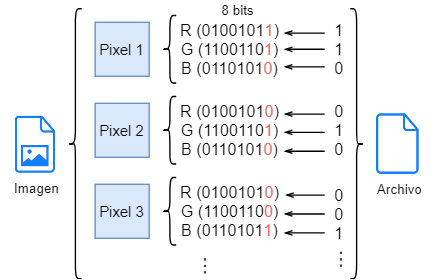 8 bits
R (01001011) 1
Pixel 1 G (11001101) 1
B (01101010) 0
R (01001010) 0
Pixel 2 G (11001101) 1
B (01101010) 0
Imagen
Archivo
R (01001010) 0
Pixel 3 G (11001100) 0
B (01101011) 1